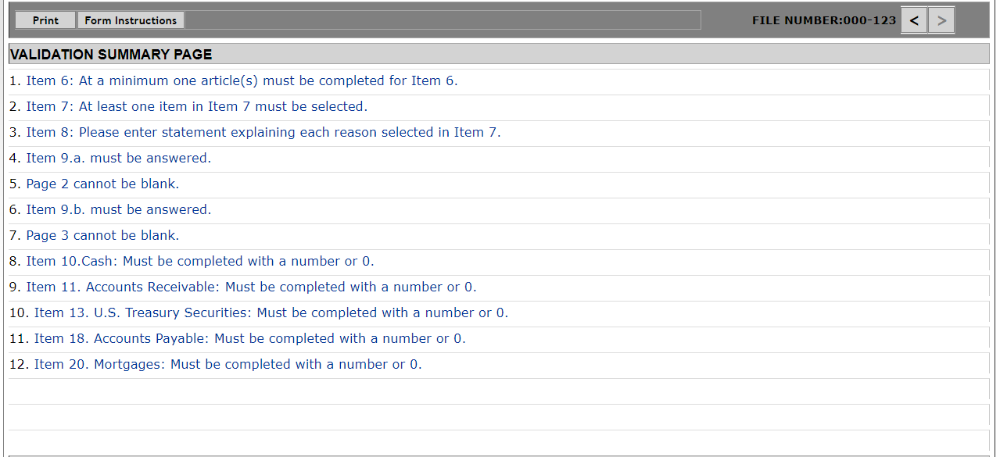 Print Form Instructions FILE NUMBER:000-123 < >
VALIDATION SUMMARY PAGE
1. Item 6: At a minimum one article(s) must be completed for Item 6.
2. Item 7: At least one item in Item 7 must be selected.
3. Item 8: Please enter statement explaining each reason selected in Item 7.
4. Item 9.a. must be answered.
5. Page 2 cannot be blank.
6. Item 9.b. must be answered.
7. Page 3 cannot be blank.
8. Item 10.Cash: Must be completed with a number or 0.
9. Item 11. Accounts Receivable: Must be completed with a number or 0.
10. Item 13. U.S. Treasury Securities: Must be completed with a number or 0.
11. Item 18. Accounts Payable: Must be completed with a number or 0.
12. Item 20. Mortgages: Must be completed with a number or 0.